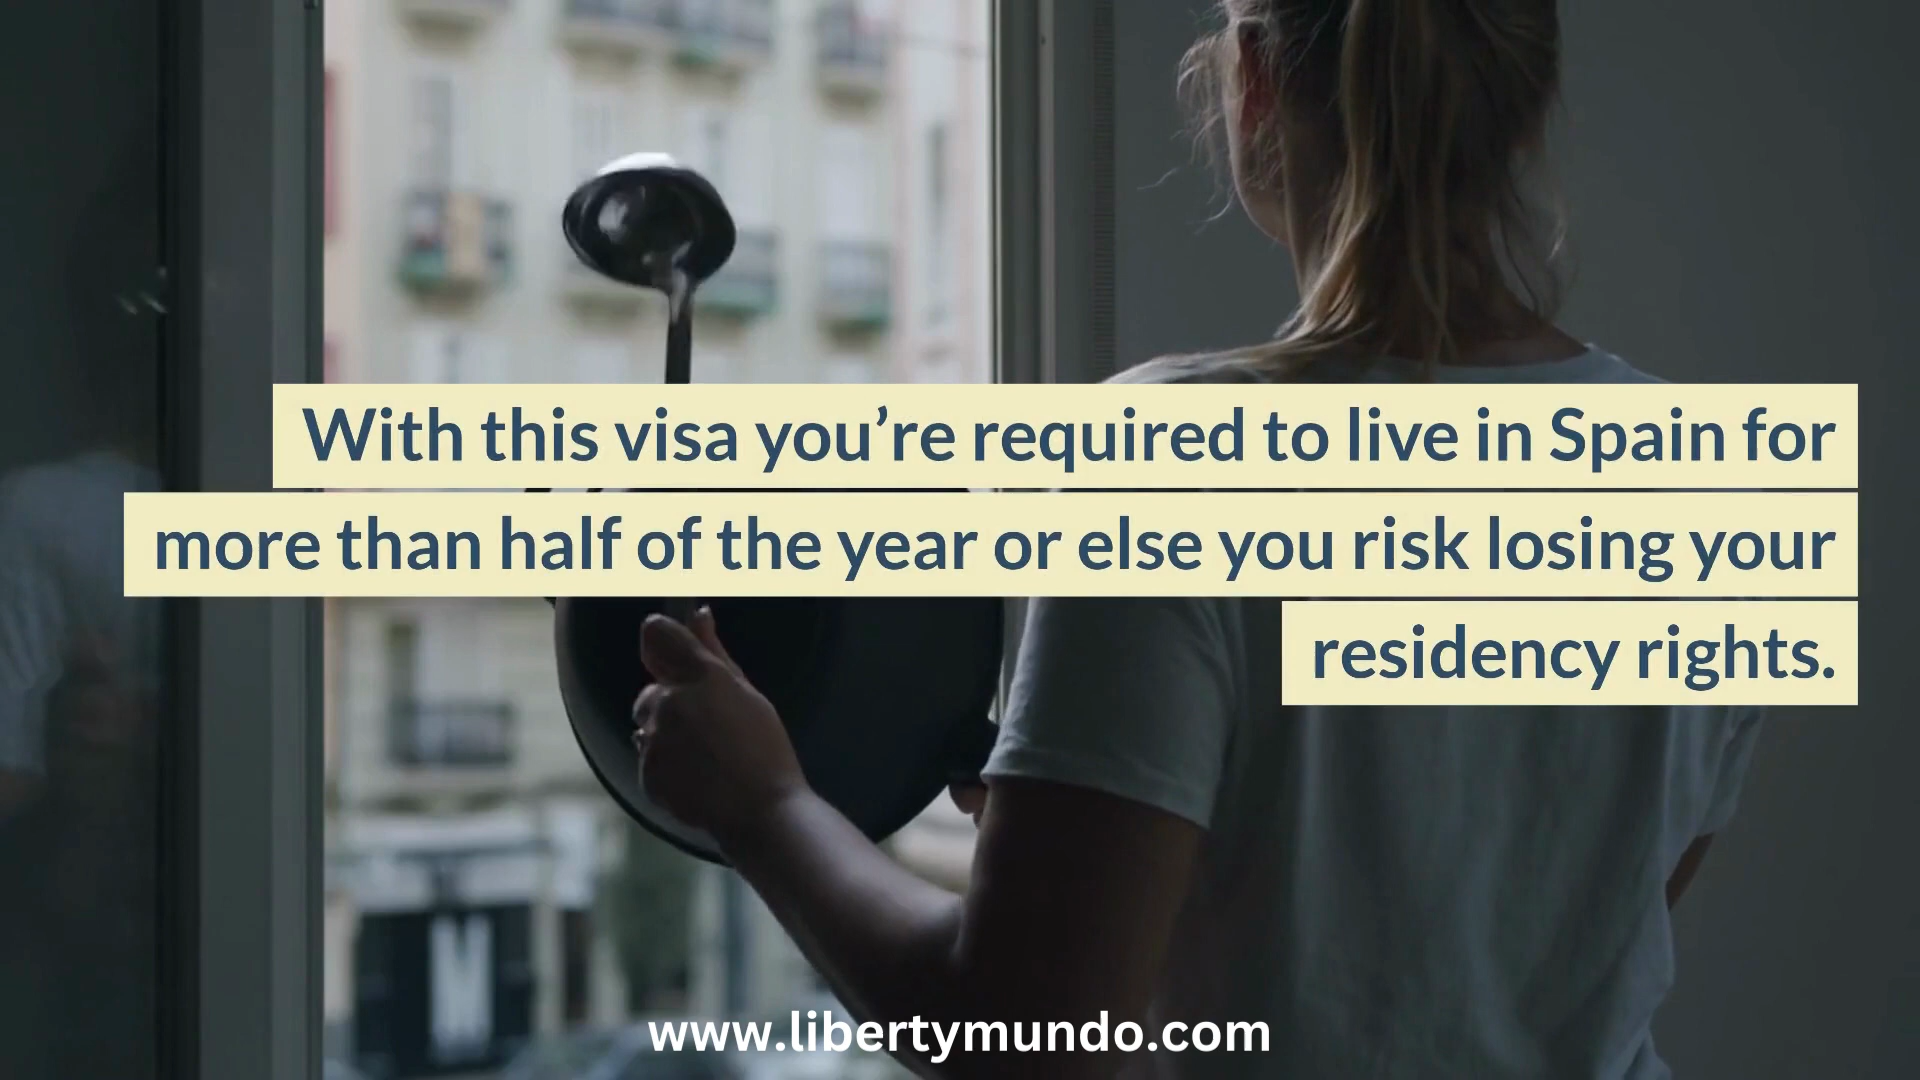 With this visa you’re required to live in Spain for
more than half of the year or else you risk losing your
residency rights.
M
www.libertymundo.com